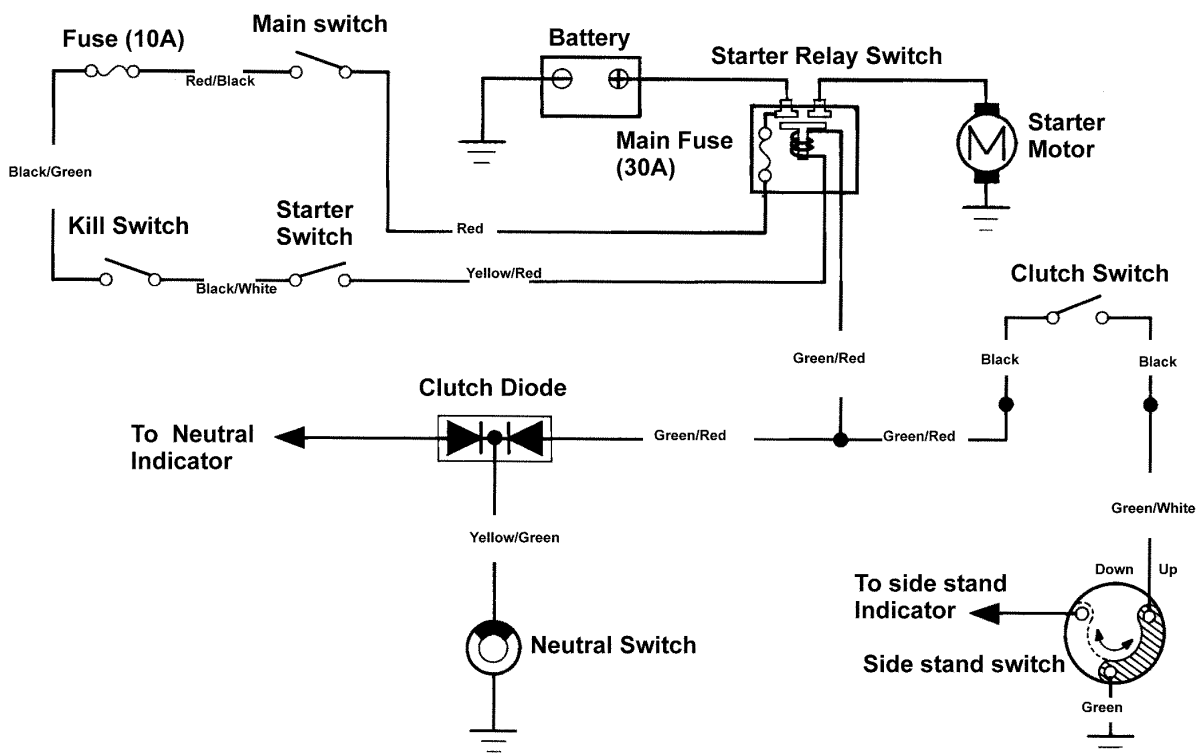 Fuse (10A)
Main switch
Battery
Starter Relay Switch
Red/Black
Main Fuse
(30A)
Starter
Motor
M
Black/Green
Kill Switch
Starter
Switch
Red
Black/White
Yellow/Red
Clutch Switch
Green/Red
Black
Black
Clutch Diode
To Neutral
Indicator
Green/Red
Green/Red
Green/White
Yellow/Green
Down
Up
To side stand
Indicator
Neutral Switch
Side stand switch
Green